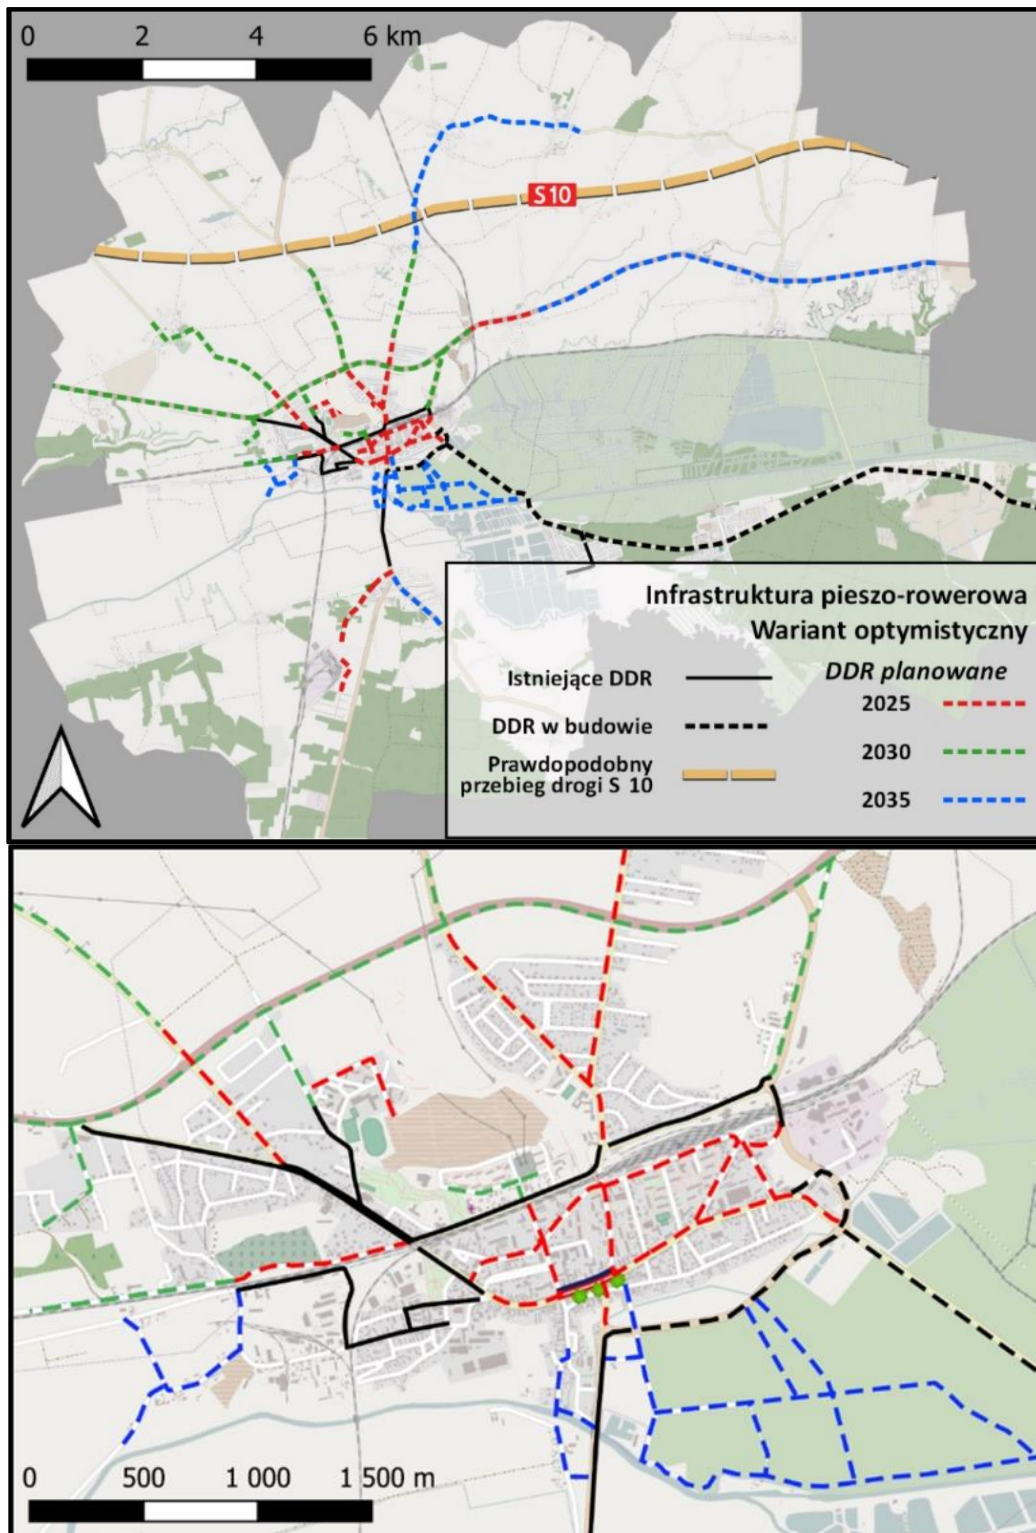 0 2 4 6 km
S10
Infrastruktura pieszo-rowerowa
Wariant optymistyczny
Istniejące DDR
DDR planowane
2025
DDR w budowie
2030
Prawdopodobny
przebieg drogi S 10
2035
0 500 1 000 1 500 m